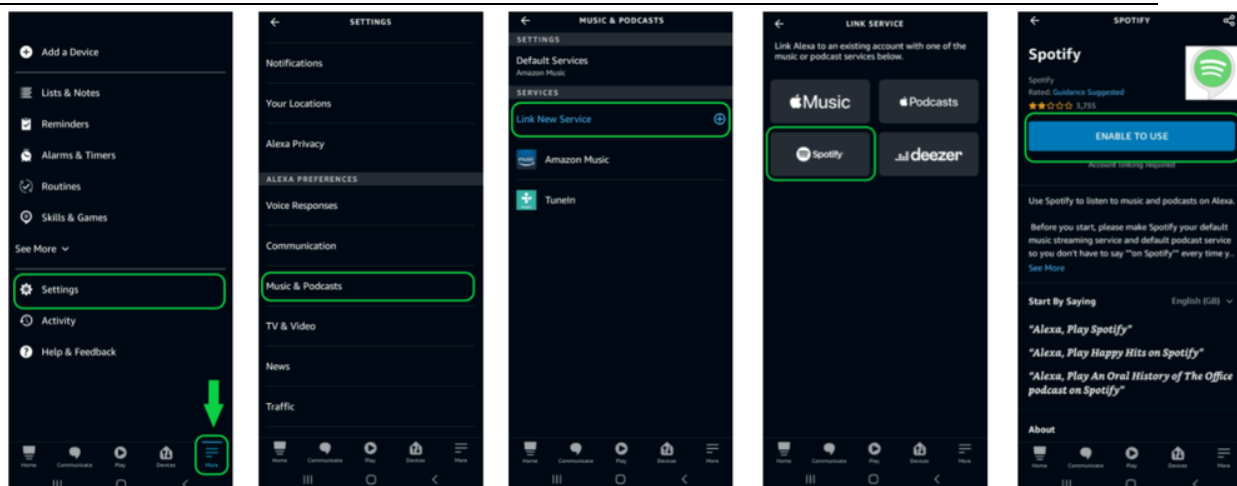 Add a Device
Lists & Notes
Reminders
Alarms & Timers
Routines
Skills & Games
See More
Settings
Activity
Help & Feedback
Home Communicate Play Devices More
SETTINGS
Notifications
Your Locations
Alexa Privacy
ALEXA PREFERENCES
Voice Responses
Communication
Music & Podcasts
TV & Video
News
Traffic
Home Communicate Play Devices More
MUSIC & PODCASTS
SETTINGS
Default Services
Amazon Music
SERVICES
Link New Service
music
Amazon Music
TuneIn
Home Communicate Play Devices More
LINK SERVICE
Link Alexa to an existing account with one of the
music or podcast services below.
Music
Podcasts
Spotify
deezer
Home Communicate Play Devices More
SPOTIFY
Spotify
Spotify
Rated: Guidance Suggested
3,755
ENABLE TO USE
Account linking required
Use Spotify to listen to music and podcasts on Alexa.
Before you start, please make Spotify your default
music streaming service and default podcast service
so you don't have to say ""on Spotify"" every time y...
See More
Start By Saying English (GB)
"Alexa, Play Spotify"
"Alexa, Play Happy Hits on Spotify"
"Alexa, Play An Oral History of The Office
podcast on Spotify"
About
Home Communicate Play Devices More